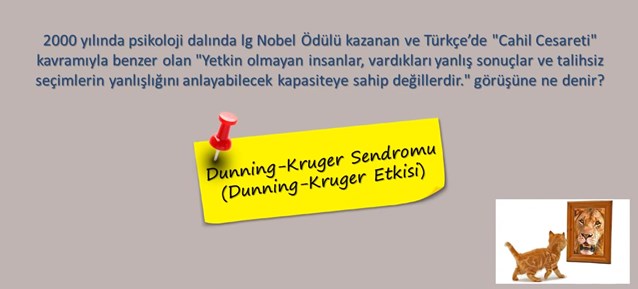 2000 yılında psikoloji dalında lg Nobel Ödülü kazanan ve Türkçe’de "Cahil Cesareti"
kavramıyla benzer olan "Yetkin olmayan insanlar, vardıkları yanlış sonuçlar ve talihsiz
seçimlerin yanlışlığını anlayabilecek kapasiteye sahip değillerdir." görüşüne ne denir?
Dunning-Kruger Sendromu
(Dunning-Kruger Etkisi)